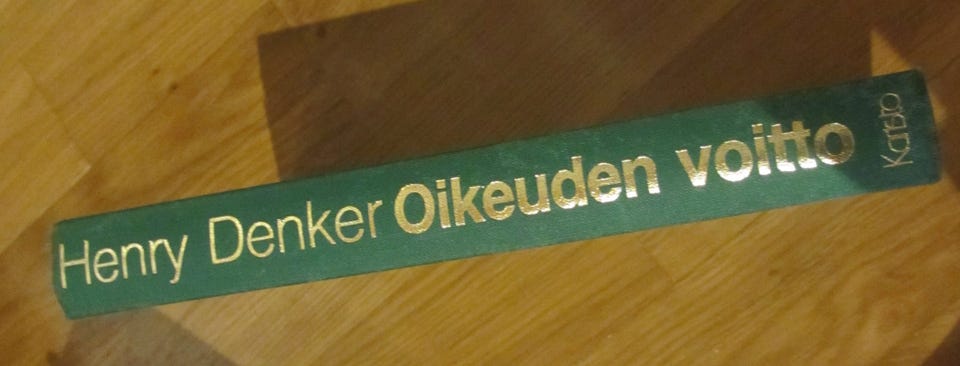 Henry Denker Oikeuden voitto
Karisto